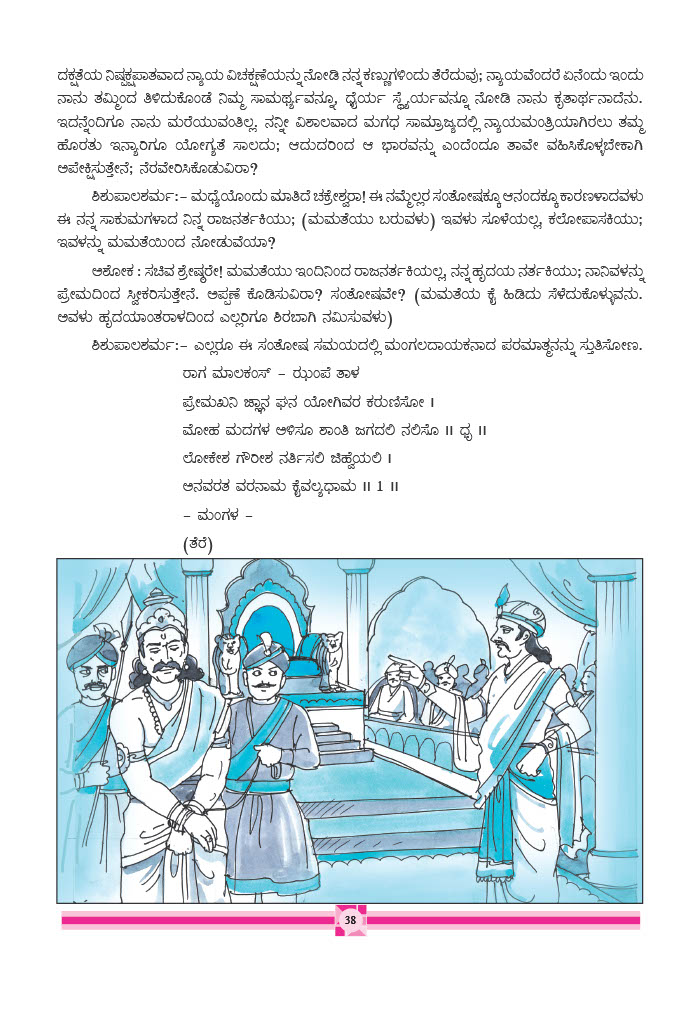 ದಕ್ಷತೆಯ ನಿಷ್ಪಕ್ಷಪಾತವಾದ ನ್ಯಾಯ ವಿಚಕ್ಷಣೆಯನ್ನು ನೋಡಿ ನನ್ನ ಕಣ್ಣುಗಳಿಂದು ತೆರೆದುವು; ನ್ಯಾಯವೆಂದರೆ ಏನೆಂದು ಇಂದು
ನಾನು ತಮ್ಮಿಂದ ತಿಳಿದುಕೊಂಡೆ ನಿಮ್ಮ ಸಾಮರ್ಥ್ಯವನ್ನೂ, ಧೈರ್ಯ ಸ್ಥೈರ್ಯವನ್ನೂ ನೋಡಿ ನಾನು ಕೃತಾರ್ಥನಾದೆನು.
ಇದನ್ನೆಂದಿಗೂ ನಾನು ಮರೆಯುವಂತಿಲ್ಲ. ನನ್ನೀ ವಿಶಾಲವಾದ ಮಗಧ ಸಾಮ್ರಾಜ್ಯದಲ್ಲಿ ನ್ಯಾಯಮಂತ್ರಿಯಾಗಿರಲು ತಮ್ಮ
ಹೊರತು ಇನ್ಯಾರಿಗೂ ಯೋಗ್ಯತೆ ಸಾಲದು; ಆದುದರಿಂದ ಆ ಭಾರವನ್ನು ಎಂದೆಂದೂ ತಾವೇ ವಹಿಸಿಕೊಳ್ಳಬೇಕಾಗಿ
ಅಪೇಕ್ಷಿಸುತ್ತೇನೆ; ನೆರವೇರಿಸಿಕೊಡುವಿರಾ?
ಶಿಶುಪಾಲಶರ್ಮ:– ಮಧ್ಯೆಯೊಂದು ಮಾತಿದೆ ಚಕ್ರೇಶ್ವರಾ! ಈ ನಮ್ಮೆಲ್ಲರ ಸಂತೋಷಕ್ಕೂ ಆನಂದಕ್ಕೂ ಕಾರಣಳಾದವಳು
ಈ ನನ್ನ ಸಾಕುಮಗಳಾದ ನಿನ್ನ ರಾಜನರ್ತಕಿಯು; (ಮಮತೆಯು ಬರುವಳು) ಇವಳು ಸೂಳೆಯಲ್ಲ, ಕಲೋಪಾಸಕಿಯು;
ಇವಳನ್ನು ಮಮತೆಯಿಂದ ನೋಡುವೆಯಾ?
ಅಶೋಕ : ಸಚಿವ ಶ್ರೇಷ್ಠರೇ! ಮಮತೆಯು ಇಂದಿನಿಂದ ರಾಜನರ್ತಕಿಯಲ್ಲ, ನನ್ನ ಹೃದಯ ನರ್ತಕಿಯು; ನಾನಿವಳನ್ನು
ಪ್ರೇಮದಿಂದ ಸ್ವೀಕರಿಸುತ್ತೇನೆ. ಅಪ್ಪಣೆ ಕೊಡಿಸುವಿರಾ? ಸಂತೋಷವೇ? (ಮಮತೆಯ ಕೈ ಹಿಡಿದು ಸೆಳೆದುಕೊಳ್ಳುವನು.
ಅವಳು ಹೃದಯಾಂತರಾಳದಿಂದ ಎಲ್ಲರಿಗೂ ಶಿರಬಾಗಿ ನಮಿಸುವಳು)
ಶಿಶುಪಾಲಶರ್ಮ:– ಎಲ್ಲರೂ ಈ ಸಂತೋಷ ಸಮಯದಲ್ಲಿ ಮಂಗಲದಾಯಕನಾದ ಪರಮಾತ್ಮನನ್ನು ಸ್ತುತಿಸೋಣ.
ರಾಗ ಮಾಲಕಂಸ್ – ಝಂಪೆ ತಾಳ
ಪ್ರೇಮಖನಿ ಜ್ಞಾನ ಘನ ಯೋಗಿವರ ಕರುಣಿಸೋ ।
ಮೋಹ ಮದಗಳ ಅಳಿಸೂ ಶಾಂತಿ ಜಗದಲಿ ನಲಿಸೊ ॥ ಧೃ ॥
ಲೋಕೇಶ ಗೌರೀಶ ನರ್ತಿಸಲಿ ಜಿಹ್ವೆಯಲಿ ।
ಅನವರತ ವರನಾಮ ಕೈವಲ್ಯಧಾಮ ॥ 1 ॥
– ಮಂಗಳ –
(ತೆರೆ)
38